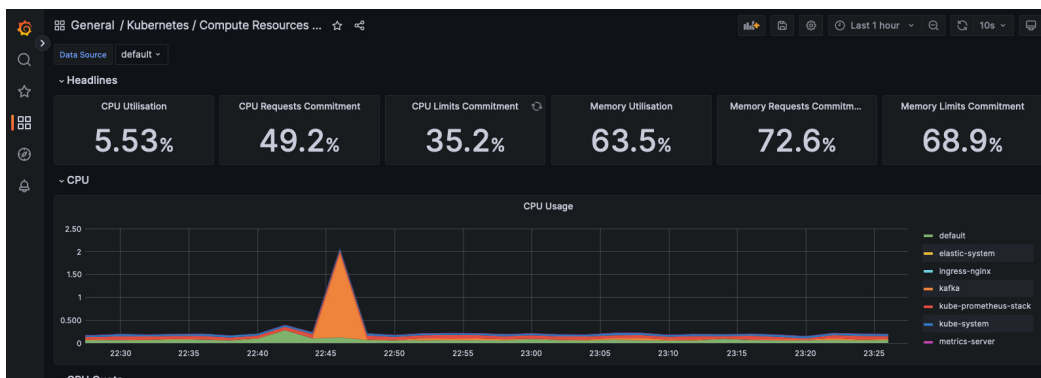 General / Kubernetes / Compute Resources ...
Last 1 hour
10s
Data Source default
Headlines
CPU Utilisation
5.53%
CPU Requests Commitment
49.2%
CPU Limits Commitment
35.2%
Memory Utilisation
63.5%
Memory Requests Commitm...
72.6%
Memory Limits Commitment
68.9%
CPU
CPU Usage
2.50
2
1.50
1
0.500
0
22:30 22:35 22:40 22:45 22:50 22:55 23:00 23:05 23:10 23:15 23:20 23:25
default
elastic-system
ingress-nginx
kafka
kube-prometheus-stack
kube-system
metrics-server